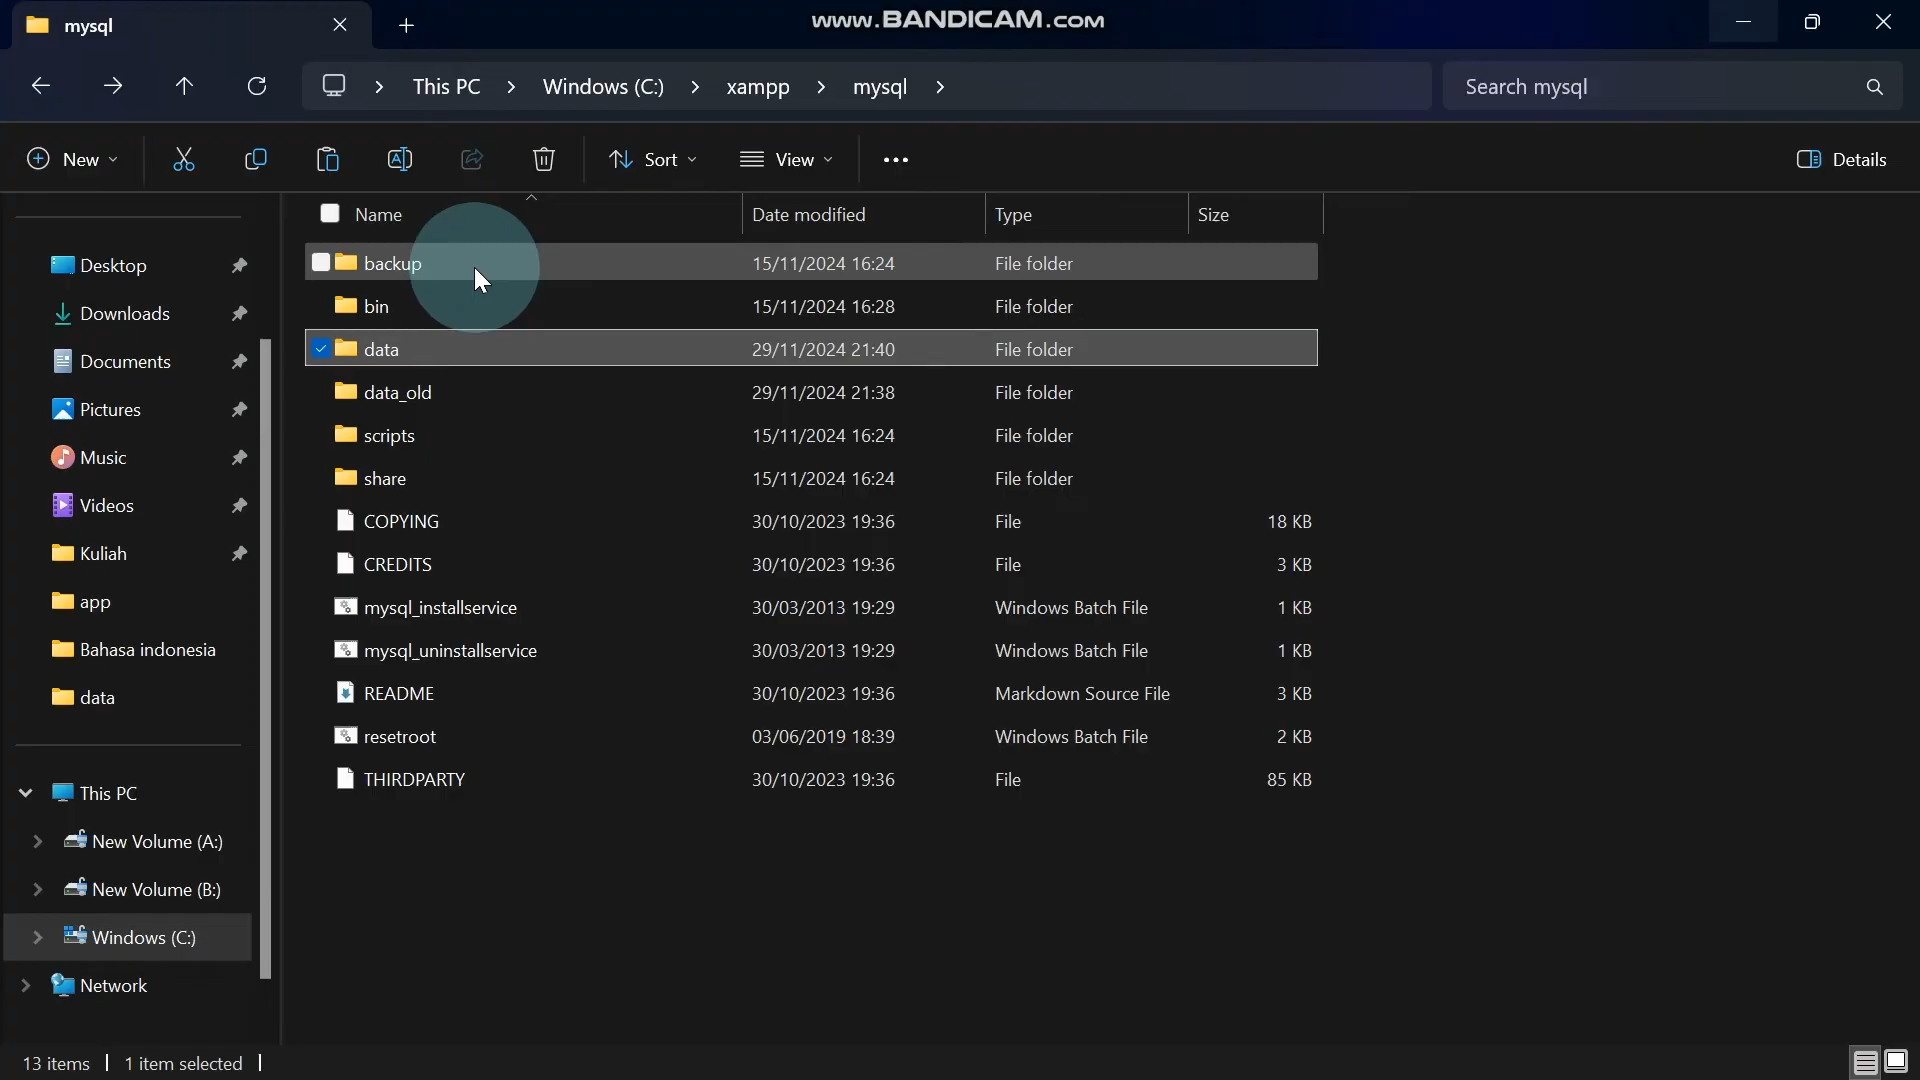 mysql
www.BANDICAM.com
This PC > Windows (C:) > xampp > mysql >
Search mysql
New
Sort
View
Details
Name Date modified Type Size
backup 15/11/2024 16:24 File folder
bin 15/11/2024 16:28 File folder
data 29/11/2024 21:40 File folder
data_old 29/11/2024 21:38 File folder
scripts 15/11/2024 16:24 File folder
share 15/11/2024 16:24 File folder
COPYING 30/10/2023 19:36 File 18 KB
CREDITS 30/10/2023 19:36 File 3 KB
mysql_installservice 30/03/2013 19:29 Windows Batch File 1 KB
mysql_uninstallservice 30/03/2013 19:29 Windows Batch File 1 KB
README 30/10/2023 19:36 Markdown Source File 3 KB
resetroot 03/06/2019 18:39 Windows Batch File 2 KB
THIRDPARTY 30/10/2023 19:36 File 85 KB
Desktop
Downloads
Documents
Pictures
Music
Videos
Kuliah
app
Bahasa indonesia
data
This PC
New Volume (A:)
New Volume (B:)
Windows (C:)
Network
13 items
1 item selected